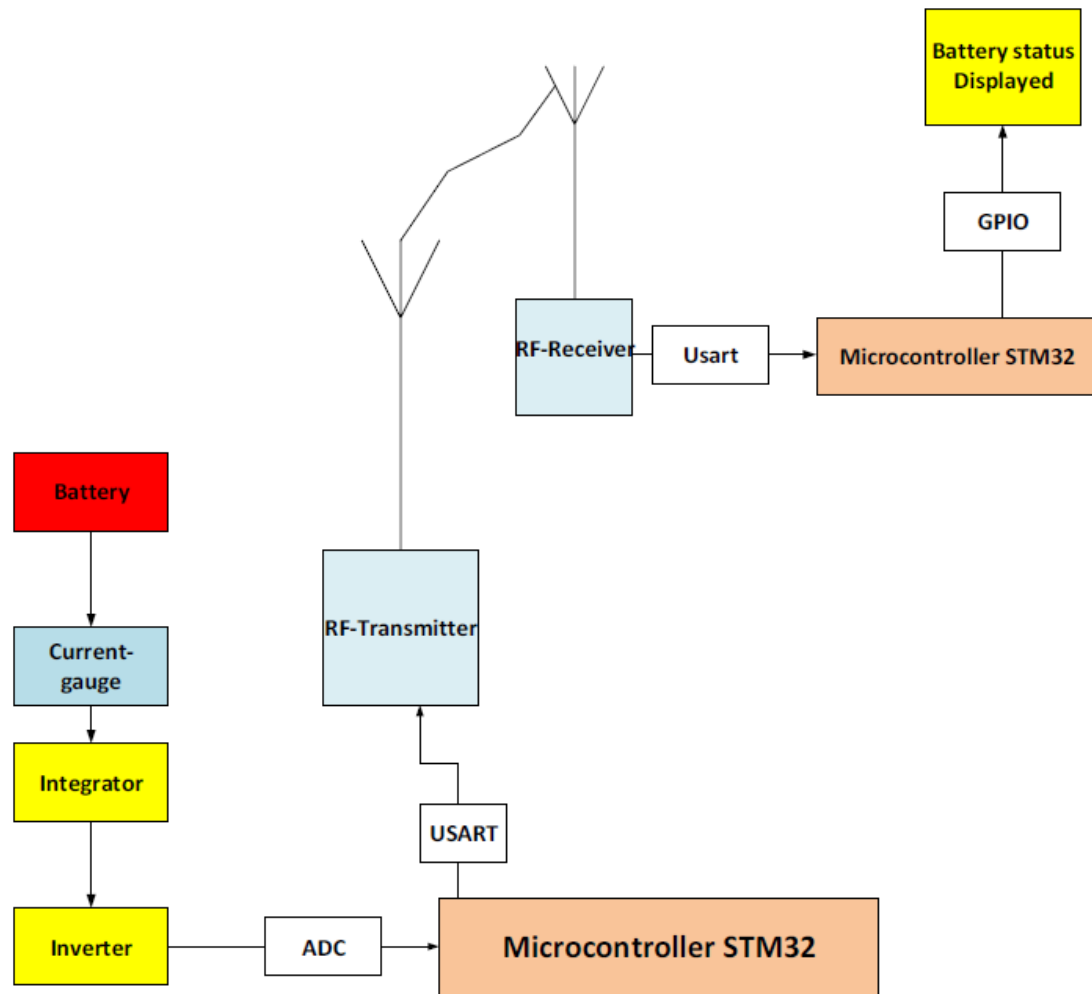 Battery status
Displayed
GPIO
RF-Receiver
Usart
Microcontroller STM32
Battery
RF-Transmitter
Current-
gauge
Integrator
USART
Inverter
ADC
Microcontroller STM32